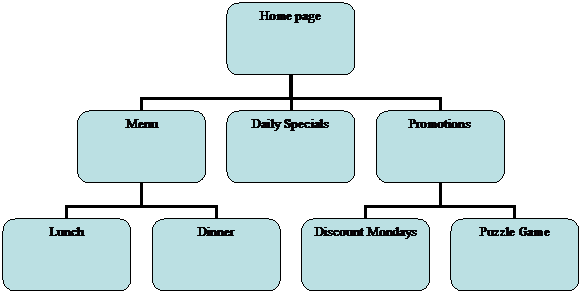 Home page
Menu
Daily Specials
Promotions
Lunch
Dinner
Discount Mondays
Puzzle Game